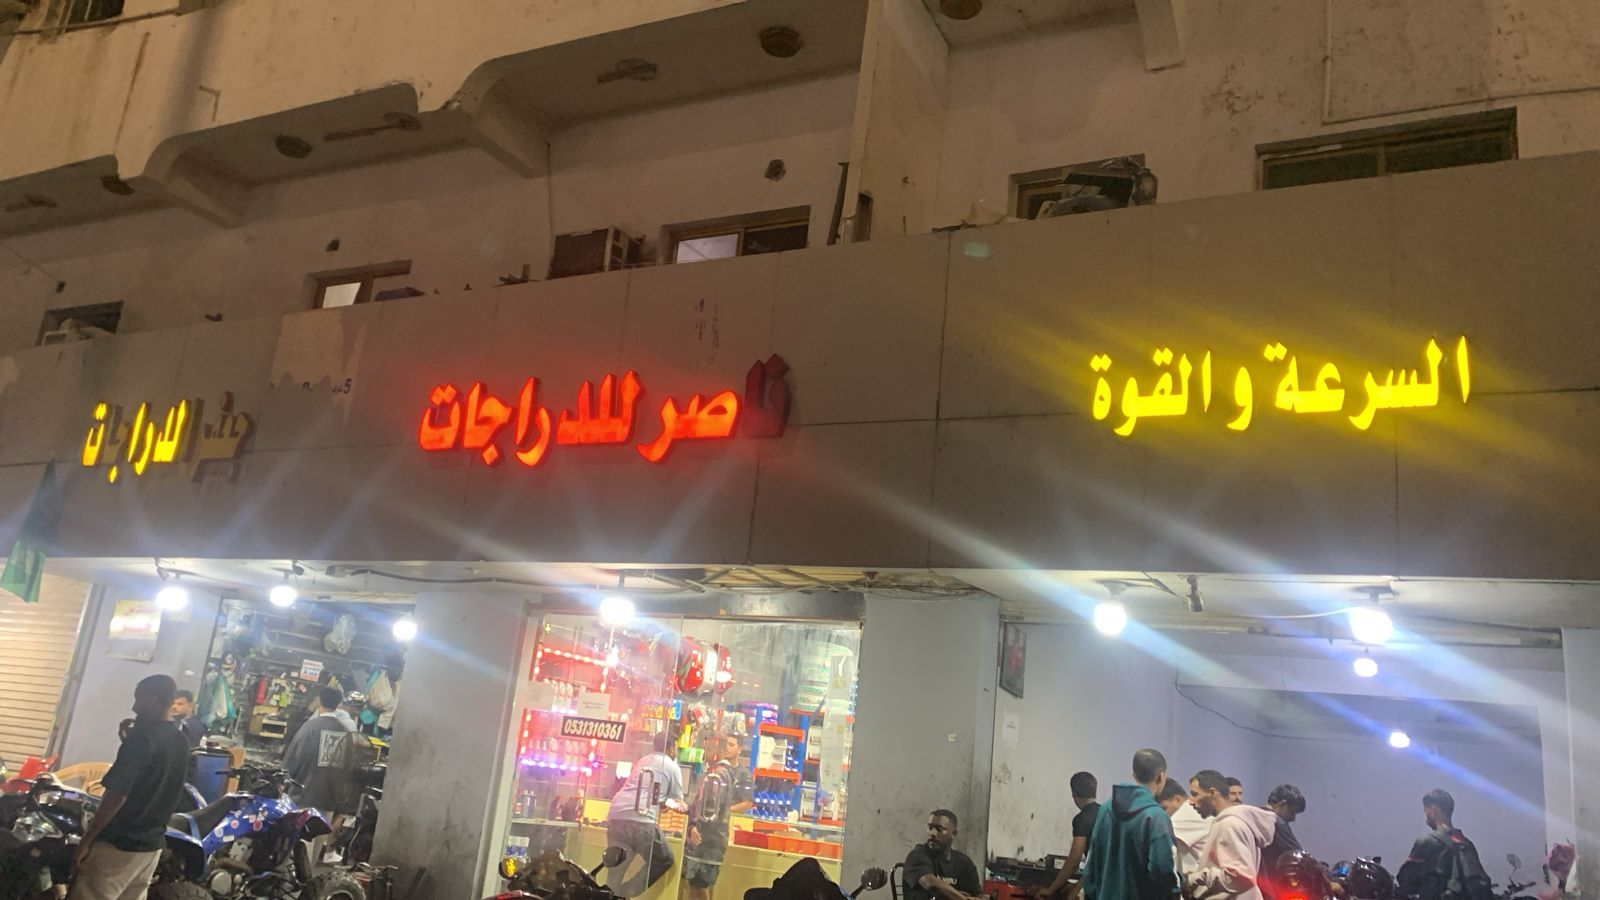 السرعة والقوة
ناصر للدراجات
للدراجات
0531310361